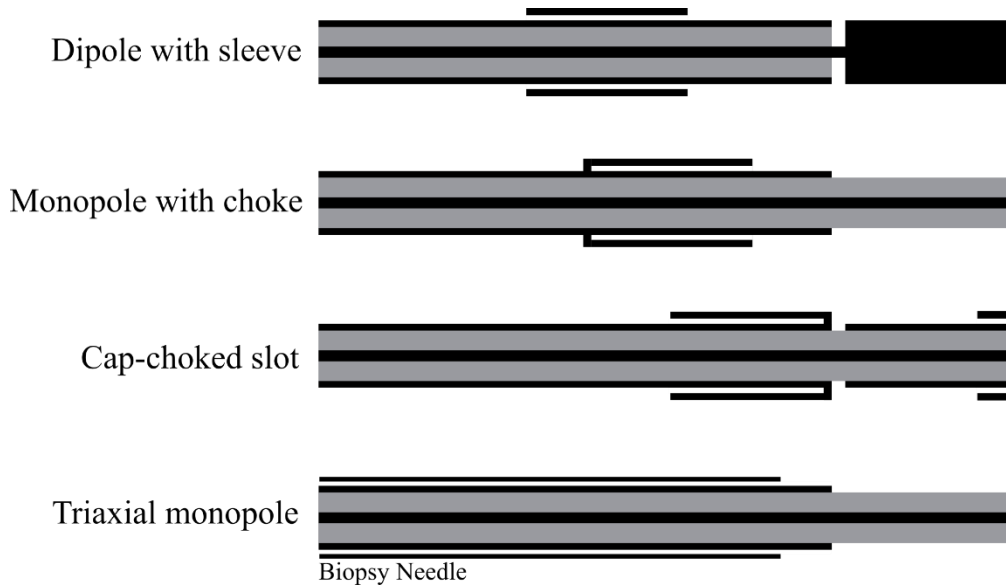 Dipole with sleeve
Monopole with choke
Cap-choked slot
Triaxial monopole
Biopsy Needle